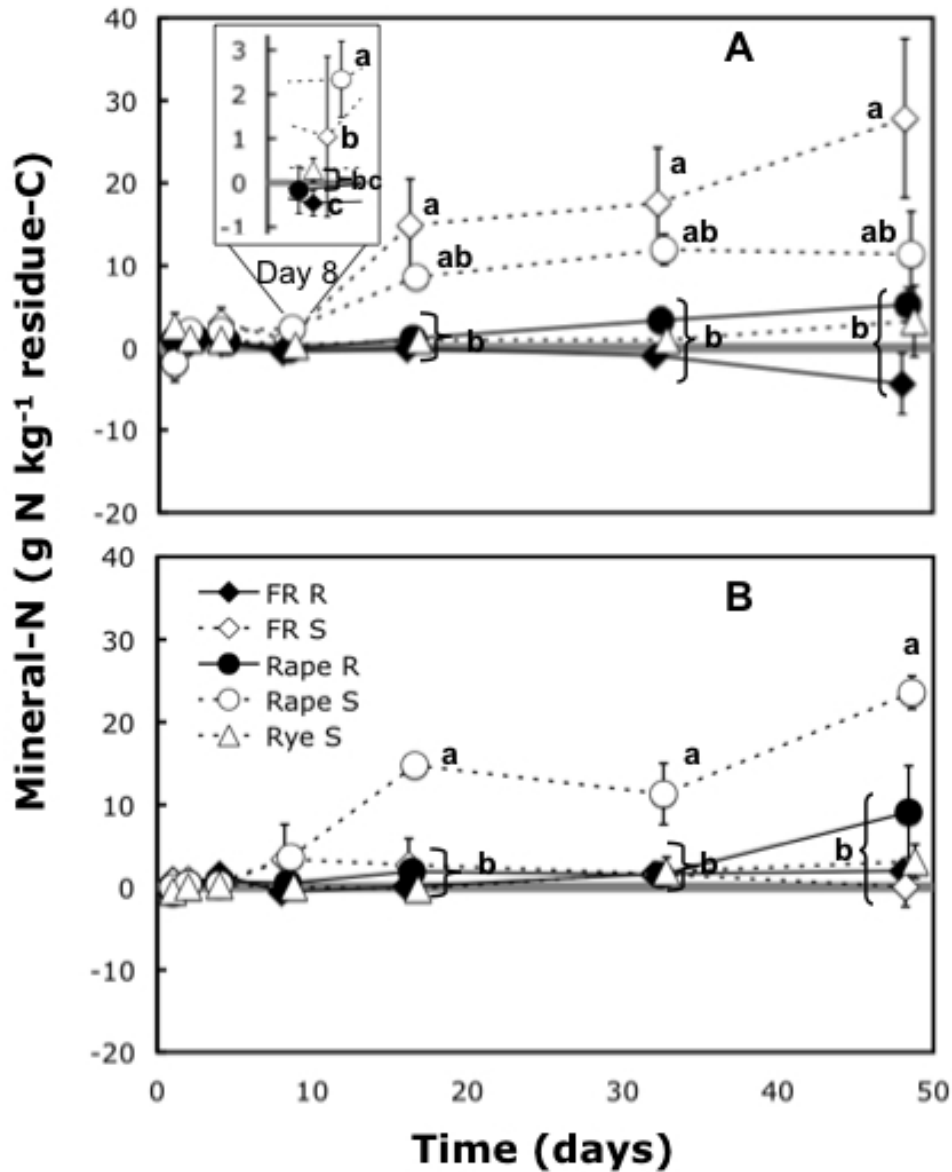 Mineral-N (g N kg⁻¹ residue-C)
40
30
20
10
0
-10
-20
A
3
2
1
0
-1
a
b
bc
c
Day 8
a
ab
b
a
ab
b
a
ab
b
40
30
20
10
0
-10
-20
B
FR R
FR S
Rape R
Rape S
Rye S
a
b
a
b
a
b
0
10
20
30
40
50
Time (days)